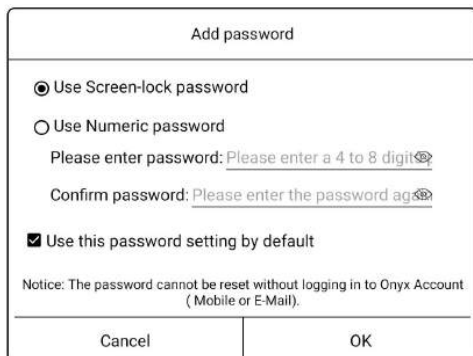 Add password
Use Screen-lock password
Use Numeric password
Please enter password: Please enter a 4 to 8 digit
Confirm password: Please enter the password again
Use this password setting by default
Notice: The password cannot be reset without logging in to Onyx Account
( Mobile or E-Mail).
Cancel OK